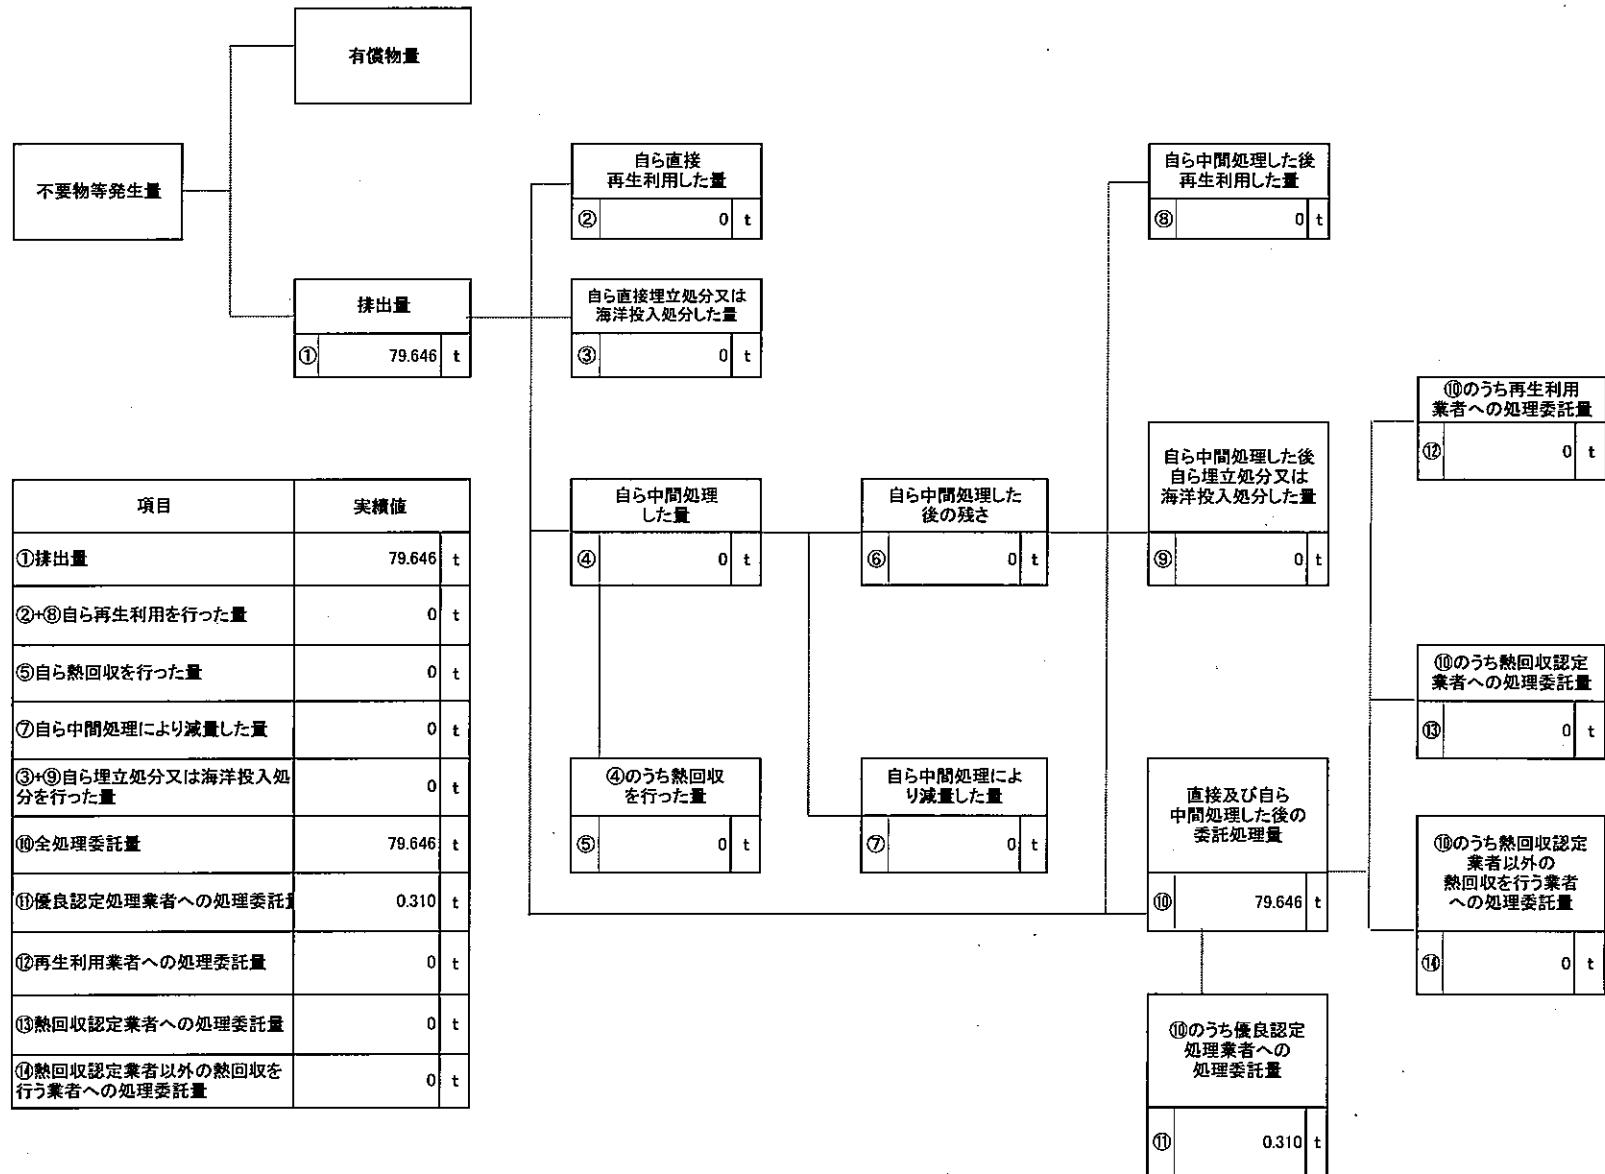 有償物量
不要物等発生量
排出量
① 79.646 t
自ら直接
再生利用した量
② 0 t
自ら直接埋立処分又は
海洋投入処分した量
③ 0 t
自ら中間処理
した量
④ 0 t
④のうち熱回収
を行った量
⑤ 0 t
自ら中間処理した
後の残さ
⑥ 0 t
自ら中間処理によ
り減量した量
⑦ 0 t
自ら中間処理した後
再生利用した量
⑧ 0 t
自ら中間処理した後
自ら埋立処分又は
海洋投入処分した量
⑨ 0 t
直接及び自ら
中間処理した後の
委託処理量
⑩ 79.646 t
⑩のうち優良認定
処理業者への
処理委託量
⑪ 0.310 t
⑩のうち再生利用
業者への処理委託量
⑫ 0 t
⑩のうち熱回収認定
業者への処理委託量
⑬ 0 t
⑩のうち熱回収認定
業者以外の
熱回収を行う業者
への処理委託量
⑭ 0 t
項目 実績値
①排出量 79.646 t
②+⑧自ら再生利用を行った量 0 t
⑤自ら熱回収を行った量 0 t
⑦自ら中間処理により減量した量 0 t
③+⑨自ら埋立処分又は海洋投入処
分を行った量 0 t
⑩全処理委託量 79.646 t
⑪優良認定処理業者への処理委託 0.310 t
⑫再生利用業者への処理委託量 0 t
⑬熱回収認定業者への処理委託量 0 t
⑭熱回収認定業者以外の熱回収を
行う業者への処理委託量 0 t